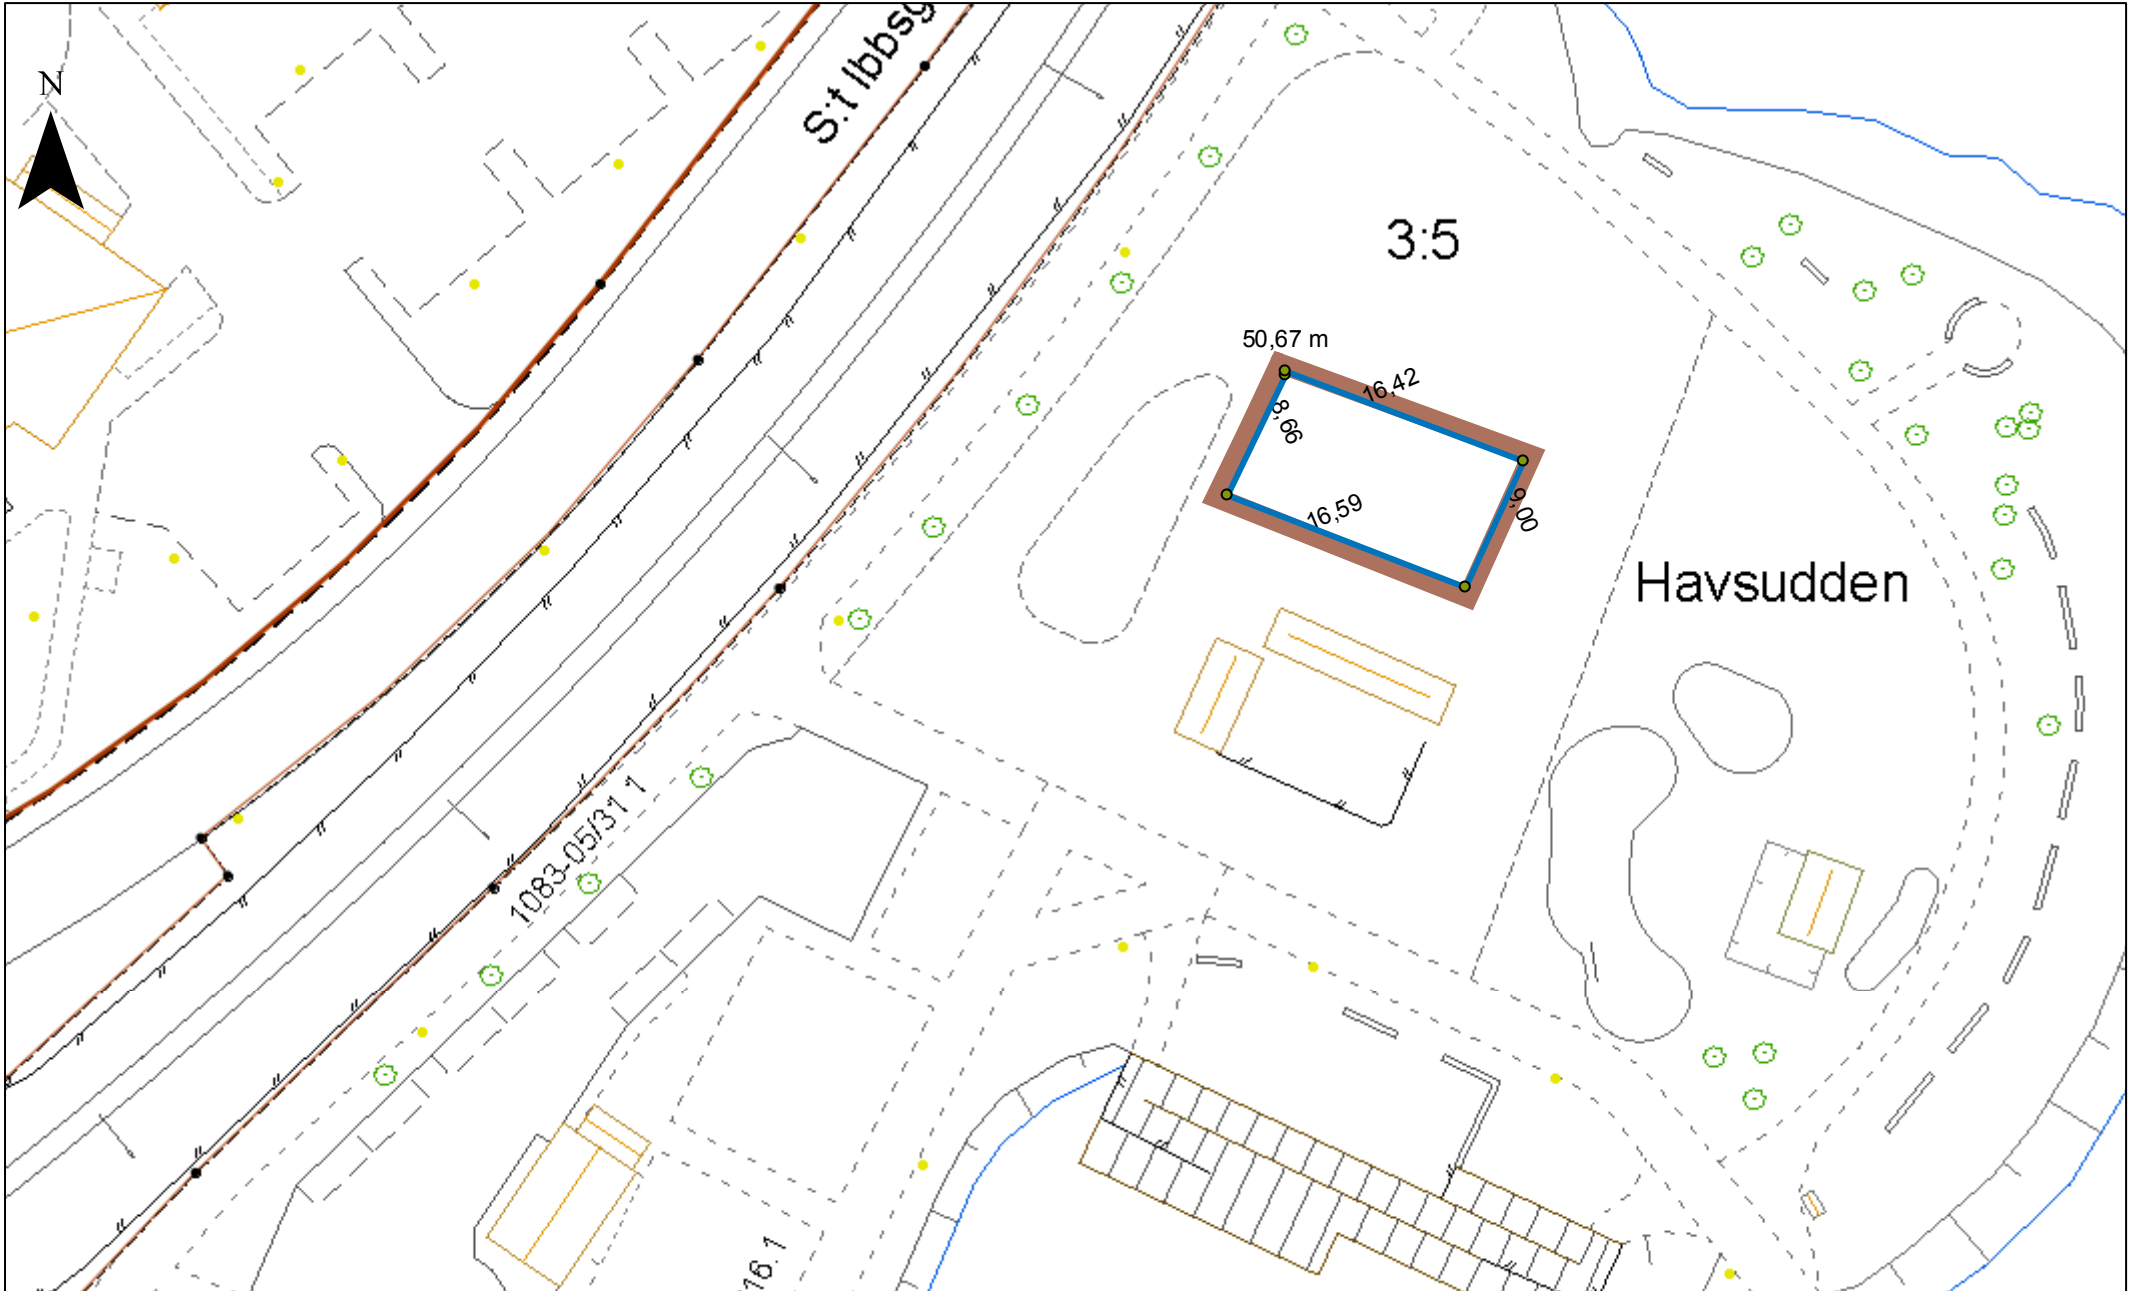 N
S:t Ibbsg
3:5
50,67 m
16,42
8,66
9,00
16,59
Havsudden
1083-05/31 1
16.1